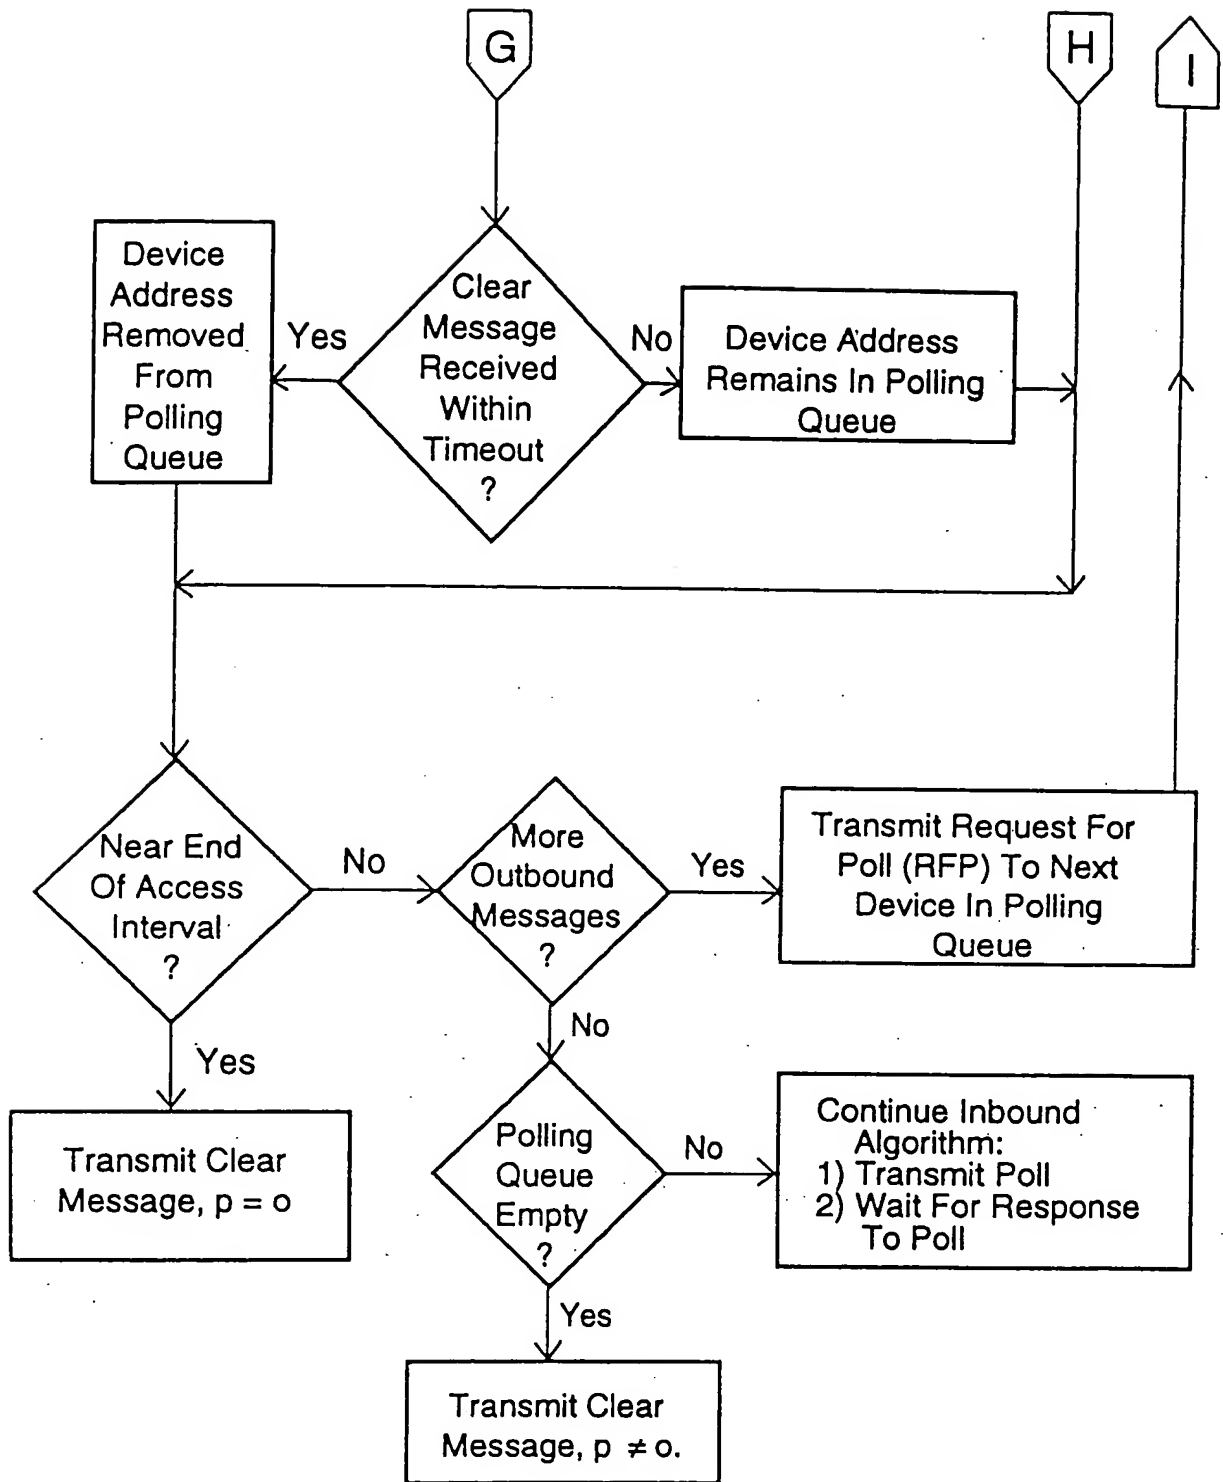 G
H
I
Device
Address
Removed
From
Polling
Queue
Yes
Clear
Message
Received
Within
Timeout
?
No
Device Address
Remains In Polling
Queue
Near End
Of Access
Interval
?
No
More
Outbound
Messages
?
Yes
Transmit Request For
Poll (RFP) To Next
Device In Polling
Queue
Yes
No
Transmit Clear
Message, p = o
Polling
Queue
Empty
?
No
Continue Inbound
Algorithm:
1) Transmit Poll
2) Wait For Response
To Poll
Yes
Transmit Clear
Message, p ≠ o.